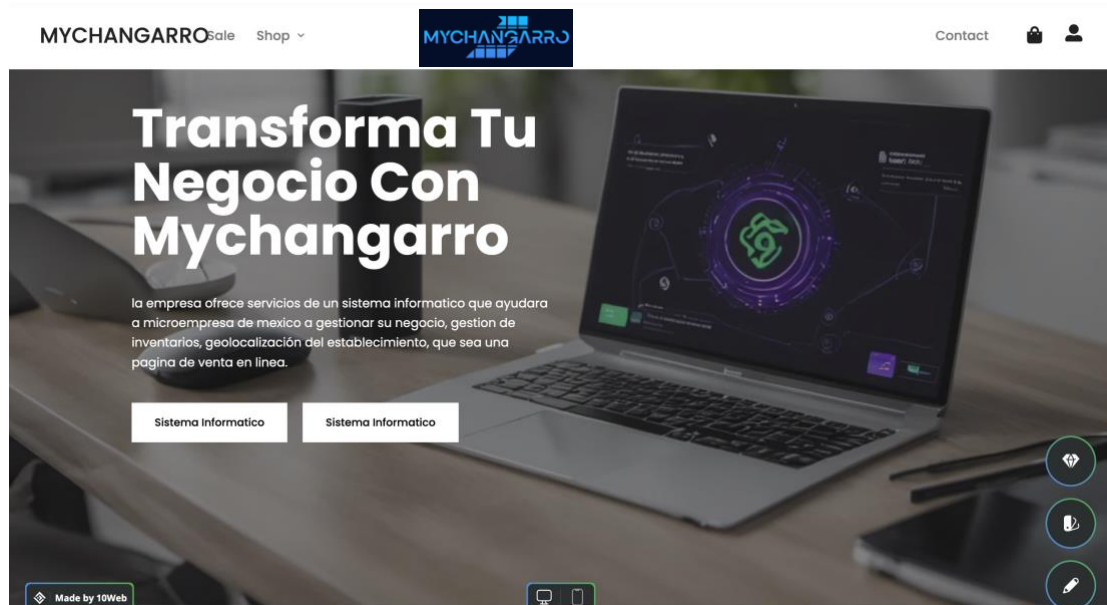 MYCHANGARRO
Sale
Shop
MYCHANGARRO
Contact
Transforma Tu
Negocio Con
Mychangarro
la empresa ofrece servicios de un sistema informatico que ayudara
a microempresa de mexico a gestionar su negocio, gestion de
inventarios, geolocalización del establecimiento, que sea una
pagina de venta en linea.
Sistema Informatico
Sistema Informatico
Made by 10Web